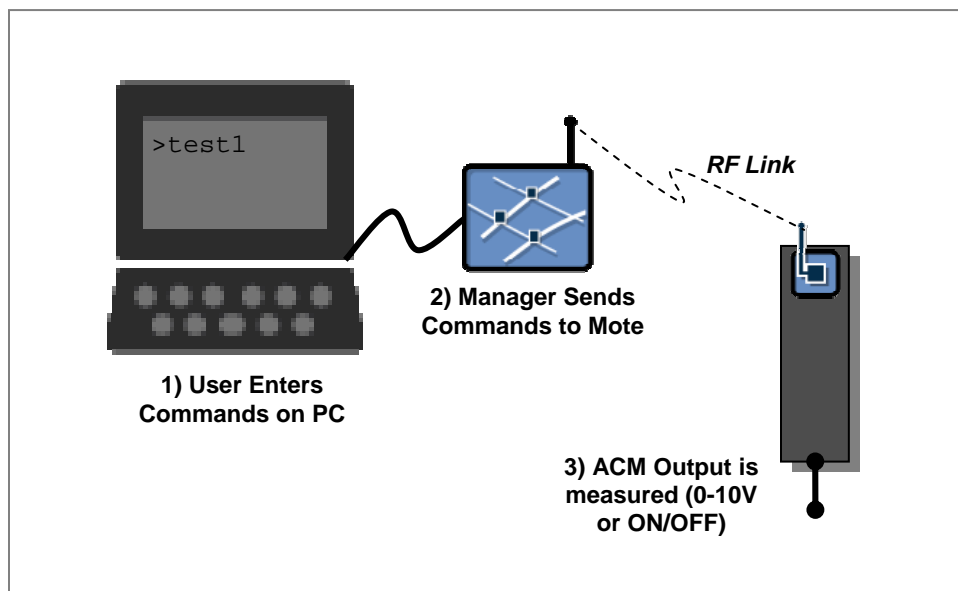 >test1
RF Link
2) Manager Sends
Commands to Mote
1) User Enters
Commands on PC
3) ACM Output is
measured (0-10V
or ON/OFF)